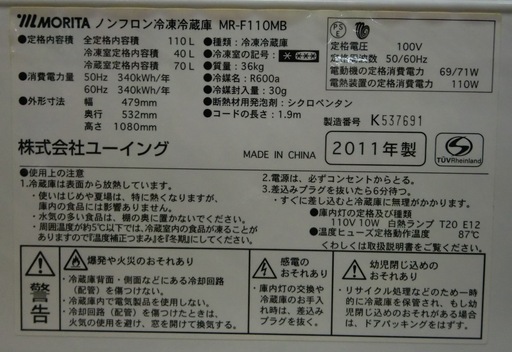 MORITA ノンフロン冷凍冷蔵庫 MR-F110MB
●定格内容積 全定格内容積 110L
冷凍室定格内容積 40L
冷蔵室定格内容積 70L
●消費電力量 50Hz 340kWh/年
60Hz 340kWh/年
●外形寸法 幅 479mm
奥行 532mm
高さ 1080mm
●種類：冷凍冷蔵庫
●冷凍室の記号：
●質量：36kg
●冷媒名：R600a
●冷媒封入量：30g
●断熱材用発泡剤：シクロペンタン
●コードの長さ：1.9m
PS
E
定格電圧 100V
定格周波数 50/60Hz
電動機の定格消費電力 69/71W
電熱装置の定格消費電力 110W
製造番号 K537691
株式会社ユーイング
MADE IN CHINA
2011年製
TÜVRheinland
●使用上の注意
1.冷蔵庫は表面から放熱しています。
・使いはじめや夏場は、特に熱くなりますが、
庫内の食品には影響ありません。
・水気の多い食品は、棚の奥に置かないでください。
・周囲温度が約5℃以下では、冷蔵室内の食品が凍ることが
ありますので『温度補正つまみ』を『冬期』にしてください。
2.電源は、必ずコンセントからとる。
3.差込みプラグを抜いたら6分待つ。
・すぐに差し込むと冷蔵庫に無理がかかります。
●庫内灯の定格及び種類
110V 10W 白熱ランプ T20 E12
●温度ヒューズ定格動作温度 87℃
くわしくは取扱説明書をご覧ください。
警告
爆発や火災のおそれあり
・冷蔵庫背面・側面などにある冷却回路
（配管）を傷つけない。
・冷蔵庫内で電気製品を使用しない。
・冷却回路（配管）を傷つけたときは、
火気の使用を避け、窓を開けて換気する。
感電の
おそれあり
・庫内灯の交換や
冷蔵庫のお手入
れ時は、差込み
プラグを抜く。
幼児閉じ込めの
おそれあり
・リサイクル処理などのため一時
的に冷蔵庫を保管され、もし幼
児閉じ込めのおそれがある場合
は、ドアパッキングをはずす。